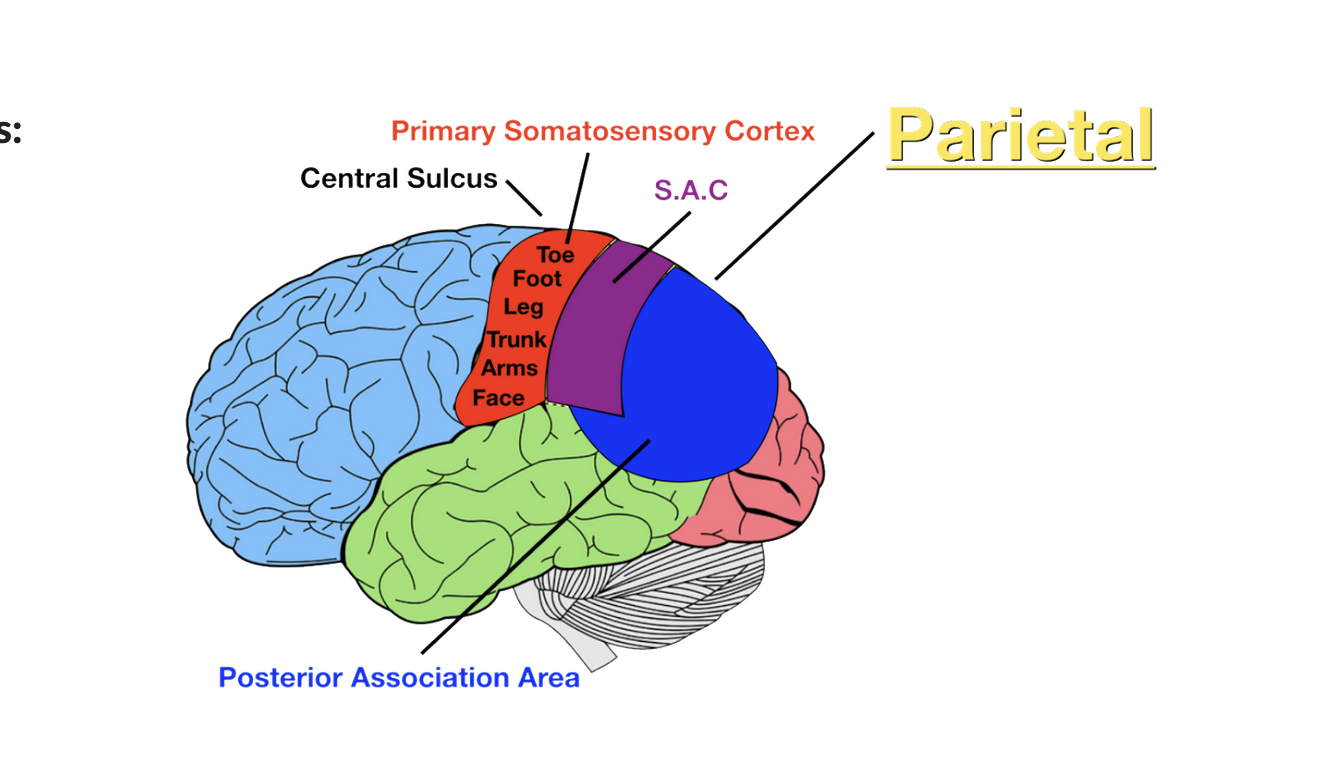 s:
Primary Somatosensory Cortex
Parietal
Central Sulcus
S.A.C
Toe
Foot
Leg
Trunk
Arms
Face
Posterior Association Area